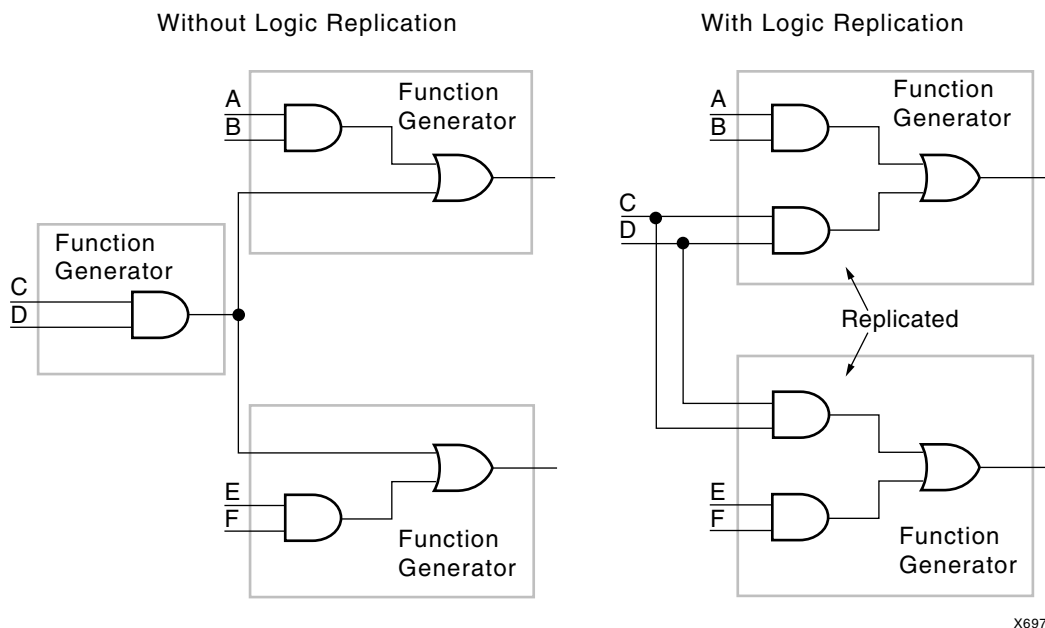 Without Logic Replication
A
B
Function
Generator
Function
Generator
C
D
E
F
Function
Generator
With Logic Replication
A
B
Function
Generator
C
D
Replicated
E
F
Function
Generator
X697